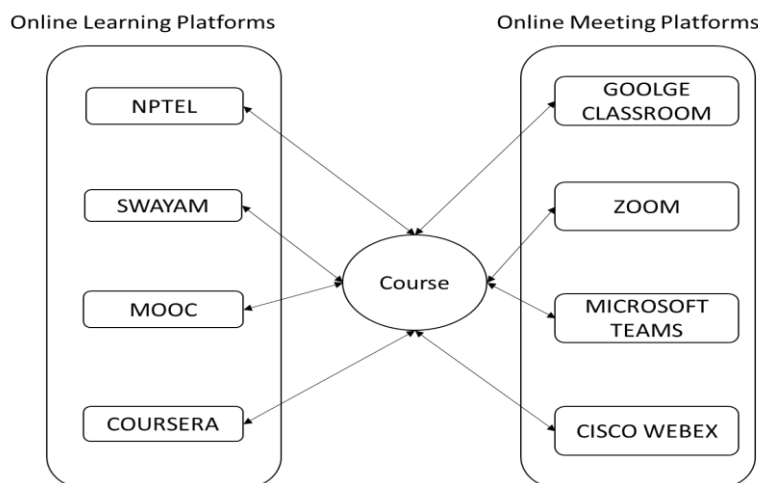 Online Learning Platforms
NPTEL
SWAYAM
MOOC
COURSERA
Course
Online Meeting Platforms
GOOLGE
CLASSROOM
ZOOM
MICROSOFT
TEAMS
CISCO WEBEX